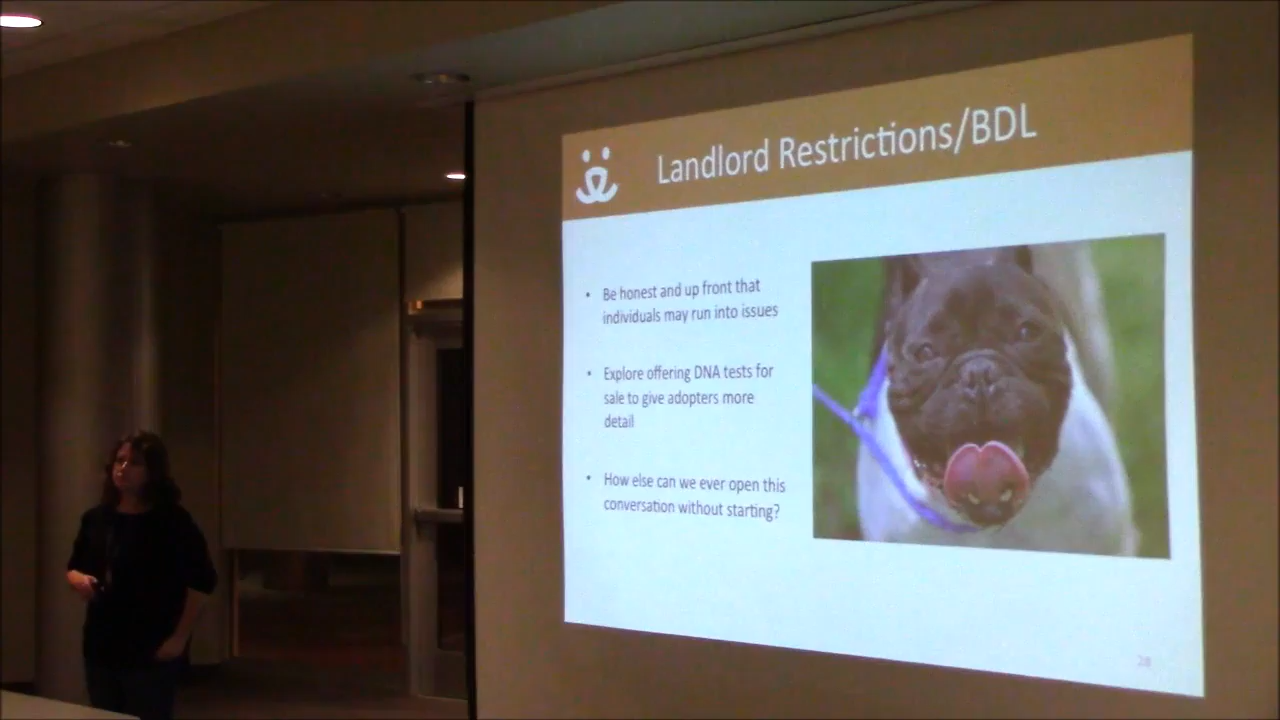 Landlord Restrictions/BDL
• Be honest and up front that
individuals may run into issues
• Explore offering DNA tests for
sale to give adopters more
detail
• How else can we ever open this
conversation without starting?
28